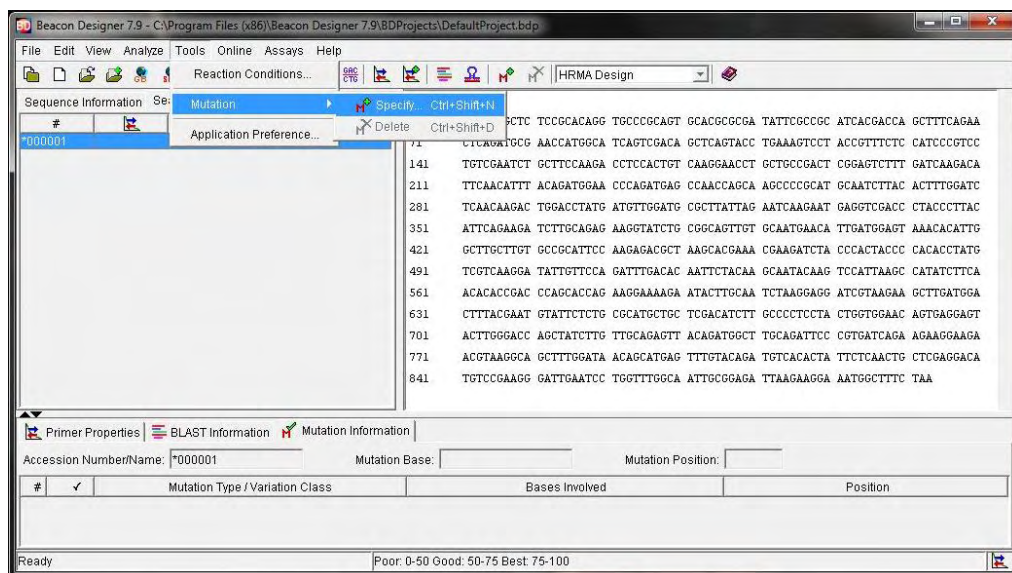 Beacon Designer 7.9 - C:\Program Files (x86)\Beacon Designer 7.9\BDProjects\DefaultProject.bdp
File Edit View Analyze Tools Online Assays Help
Reaction Conditions...
HRMA Design
Sequence Information
Mutation
Specify... Ctrl+Shift+N
Delete Ctrl+Shift+D
Application Preference...
#
*000001
TCCGCACAGG TGCCCGCAGT GCACGCGCGA TATTCGCCGC ATCACGACCA GCTTTCAGAA
71 CTCAGATGCG AACCATGGCA TCAGTCGACA GCTCAGTACC TGAAAGTCCT ACCGTTTCTC CATCCCGTCC
141 TGTCGAATCT GCTTCCAAGA CCTCCACTGT CAAGGAACCT GCTGCCGACT CGGAGTCTTT GATCAAGACA
211 TTCAACATTT ACAGATGGAA CCCAGATGAG CCAACCAGCA AGCCCCGCAT GCAATCTTAC ACTTTGGATC
281 TCAACAAGAC TGGACCTATG ATGTTGGATG CGCTTATTAG AATCAAGAAT GAGGTCGACC CTACCCTTAC
351 ATTCAGAAGA TCTTGCAGAG AAGGTATCTG CGGCAGTTGT GCAATGAACA TTGATGGAGT AAACACATTG
421 GCTTGCTTGT GCCGCATTCC AAGAGACGCT AAGCACGAAA CGAAGATCTA CCCACTACCC CACACCTATG
491 TCGTCAAGGA TATTGTTCCA GATTTGACAC AATTCTACAA GCAATACAAG TCCATTAAGC CATATCTTCA
561 ACACACCGAC CCAGCACCAG AAGGAAAAGA ATACTTGCAA TCTAAGGAGG ATCGTAAGAA GCTTGATGGA
631 CTTTACGAAT GTATTCTCTG CGCATGCTGC TCGACATCTT GCCCCTCCTA CTGGTGGAAC AGTGAGGAGT
701 ACTTGGGACC AGCTATCTTG TTGCAGAGTT ACAGATGGCT TGCAGATTCC CGTGATCAGA AGAAGGAAGA
771 ACGTAAGGCA GCTTTGGATA ACAGCATGAG TTTGTACAGA TGTCACACTA TTCTCAACTG CTCGAGGACA
841 TGTCCGAAGG GATTGAATCC TGGTTTGGCA ATTGCGGAGA TTAAGAAGGA AATGGCTTTC TAA
Primer Properties BLAST Information Mutation Information
Accession Number/Name: *000001 Mutation Base: Mutation Position:
# ✓ Mutation Type / Variation Class Bases Involved Position
Ready Poor: 0-50 Good: 50-75 Best: 75-100